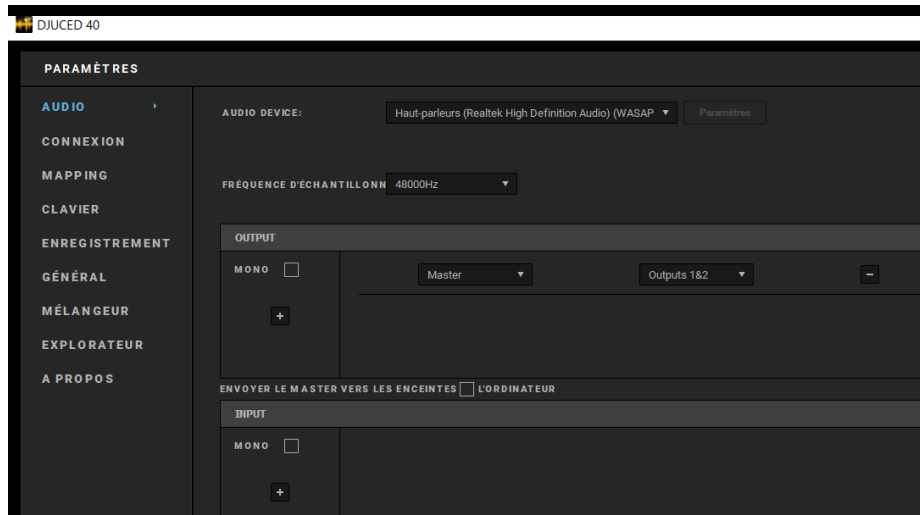 DJUCED 40
PARAMÈTRES
AUDIO
CONNEXION
MAPPING
CLAVIER
ENREGISTREMENT
GÉNÉRAL
MÉLANGEUR
EXPLORATEUR
A PROPOS
AUDIO DEVICE: Haut-parleurs (Realtek High Definition Audio) (WASAP Paramètres
FRÉQUENCE D'ÉCHANTILLONN 48000Hz
OUTPUT
MONO Master Outputs 1&2 –
+
ENVOYER LE MASTER VERS LES ENCEINTES L'ORDINATEUR
INPUT
MONO
+